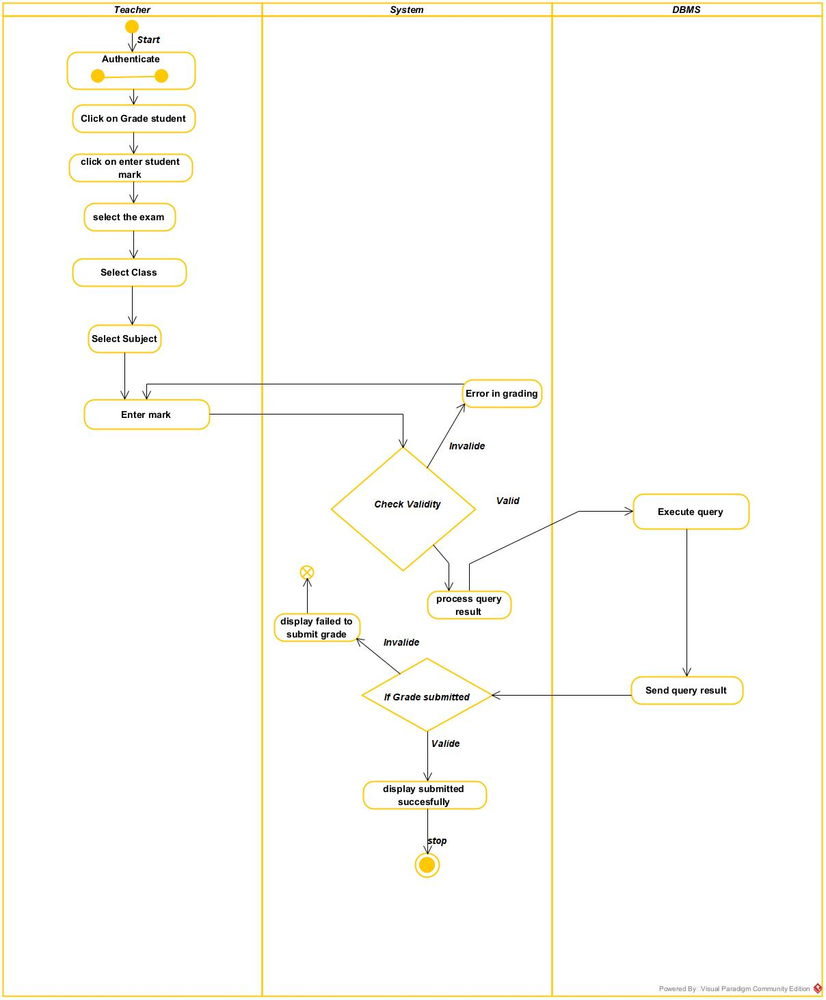 Teacher
System
DBMS
Start
Authenticate
Click on Grade student
click on enter student
mark
select the exam
Select Class
Select Subject
Error in grading
Enter mark
Invalide
Valid
Check Validity
Execute query
process query
result
display failed to
submit grade
Invalide
Send query result
If Grade submitted
Valide
display submitted
succesfully
stop
Powered By Visual Paradigm Community Edition